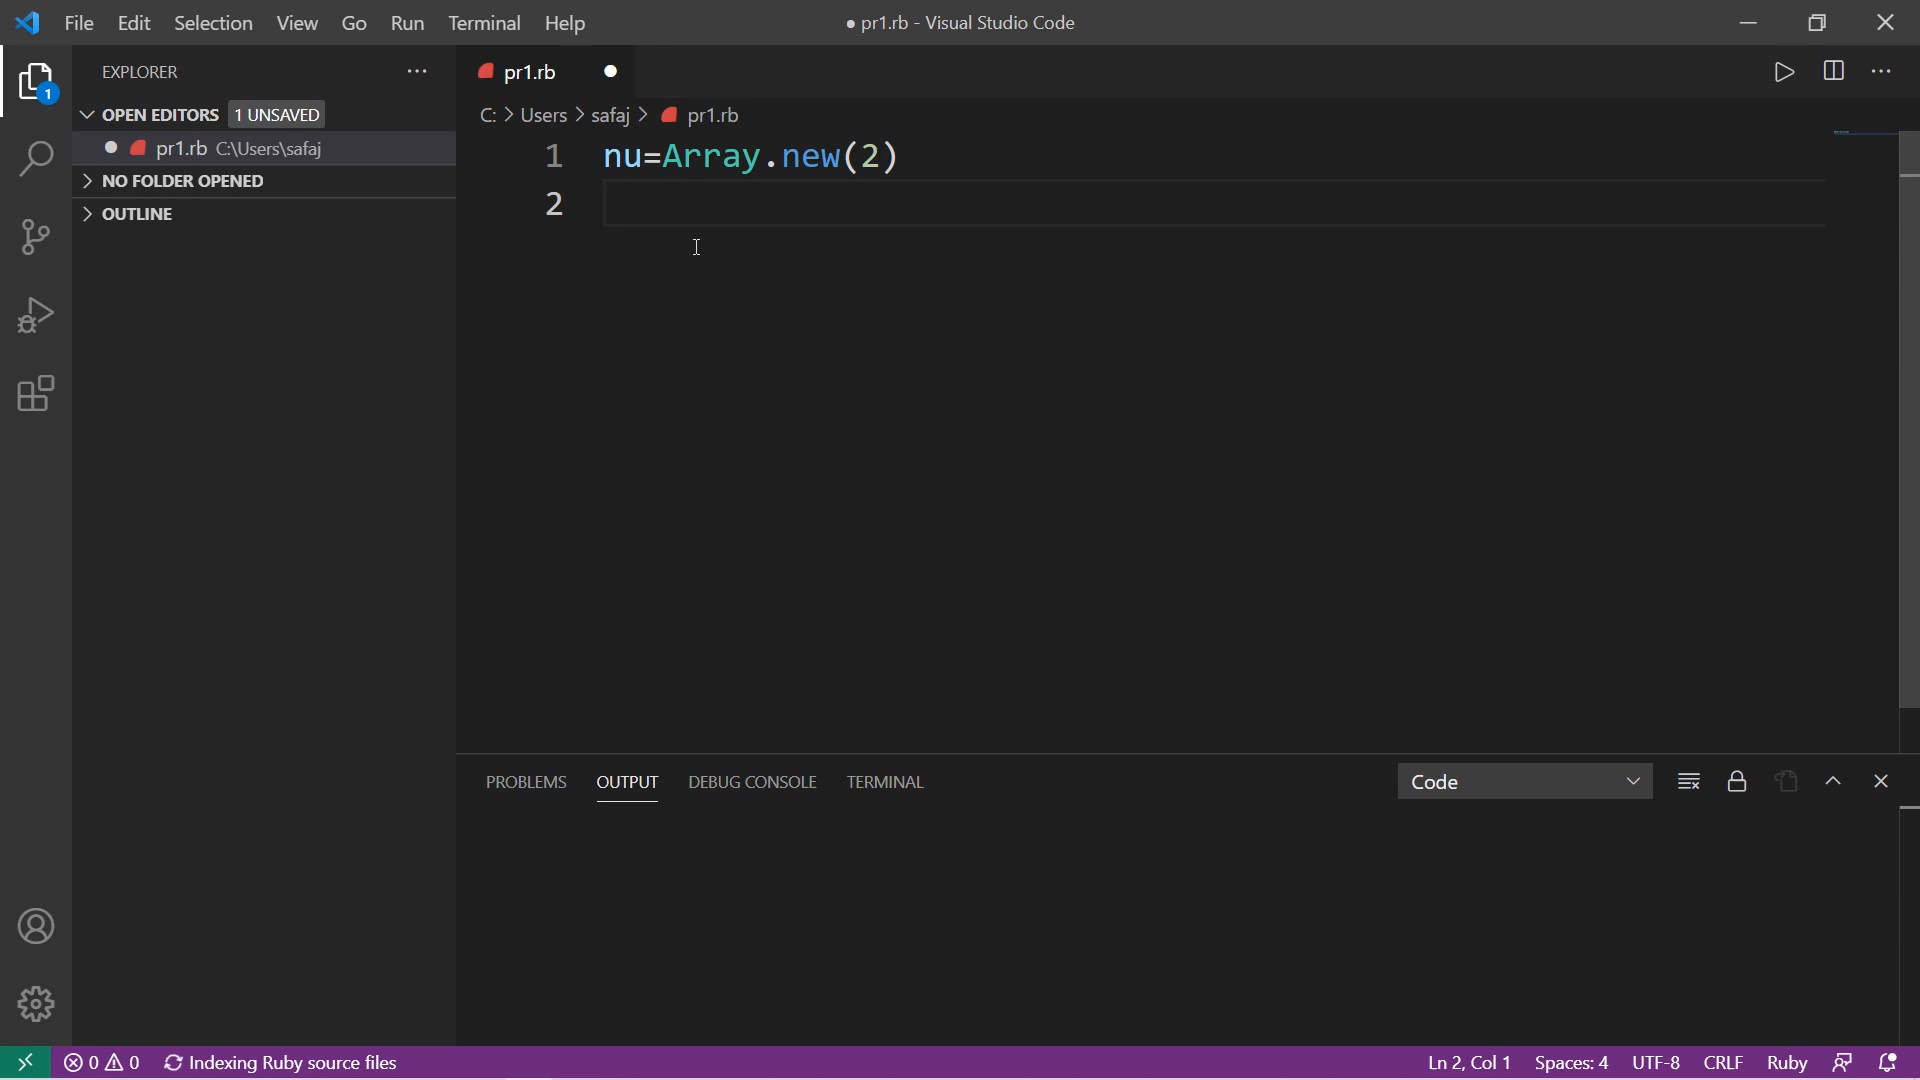 File Edit Selection View Go Run Terminal Help
● pr1.rb - Visual Studio Code
EXPLORER
OPEN EDITORS 1 UNSAVED
pr1.rb C:\Users\safaj
NO FOLDER OPENED
OUTLINE
1
pr1.rb
C: > Users > safaj > pr1.rb
1 nu=Array.new(2)
2
PROBLEMS OUTPUT DEBUG CONSOLE TERMINAL
Code
0 0 Indexing Ruby source files
Ln 2, Col 1 Spaces: 4 UTF-8 CRLF Ruby